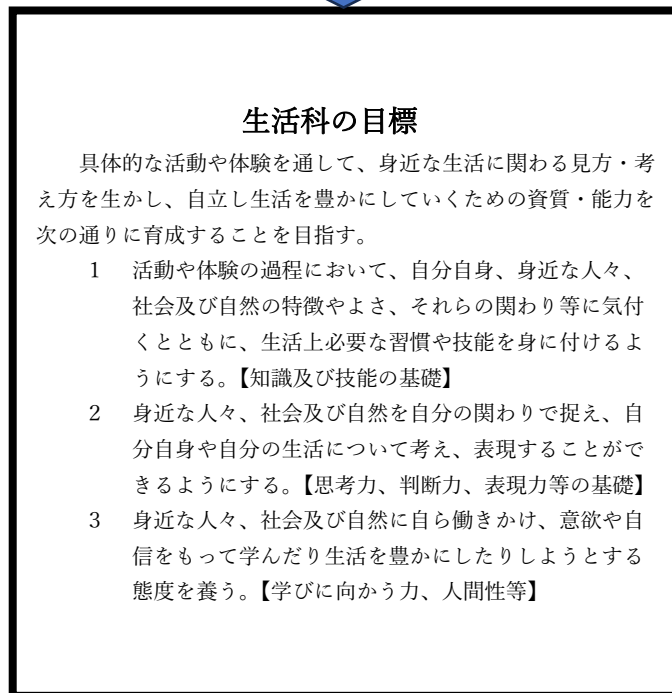 生活科の目標
具体的な活動や体験を通して、身近な生活に関わる見方・考
え方を生かし、自立し生活を豊かにしていくための資質・能力を
次の通りに育成することを目指す。
1 活動や体験の過程において、自分自身、身近な人々、
社会及び自然の特徴やよさ、それらの関わり等に気付
くとともに、生活上必要な習慣や技能を身に付けるよ
うにする。【知識及び技能の基礎】
2 身近な人々、社会及び自然を自分の関わりで捉え、自
分自身や自分の生活について考え、表現することがで
きるようにする。【思考力、判断力、表現力等の基礎】
3 身近な人々、社会及び自然に自ら働きかけ、意欲や自
信をもって学んだり生活を豊かにしたりしようとする
態度を養う。【学びに向かう力、人間性等】